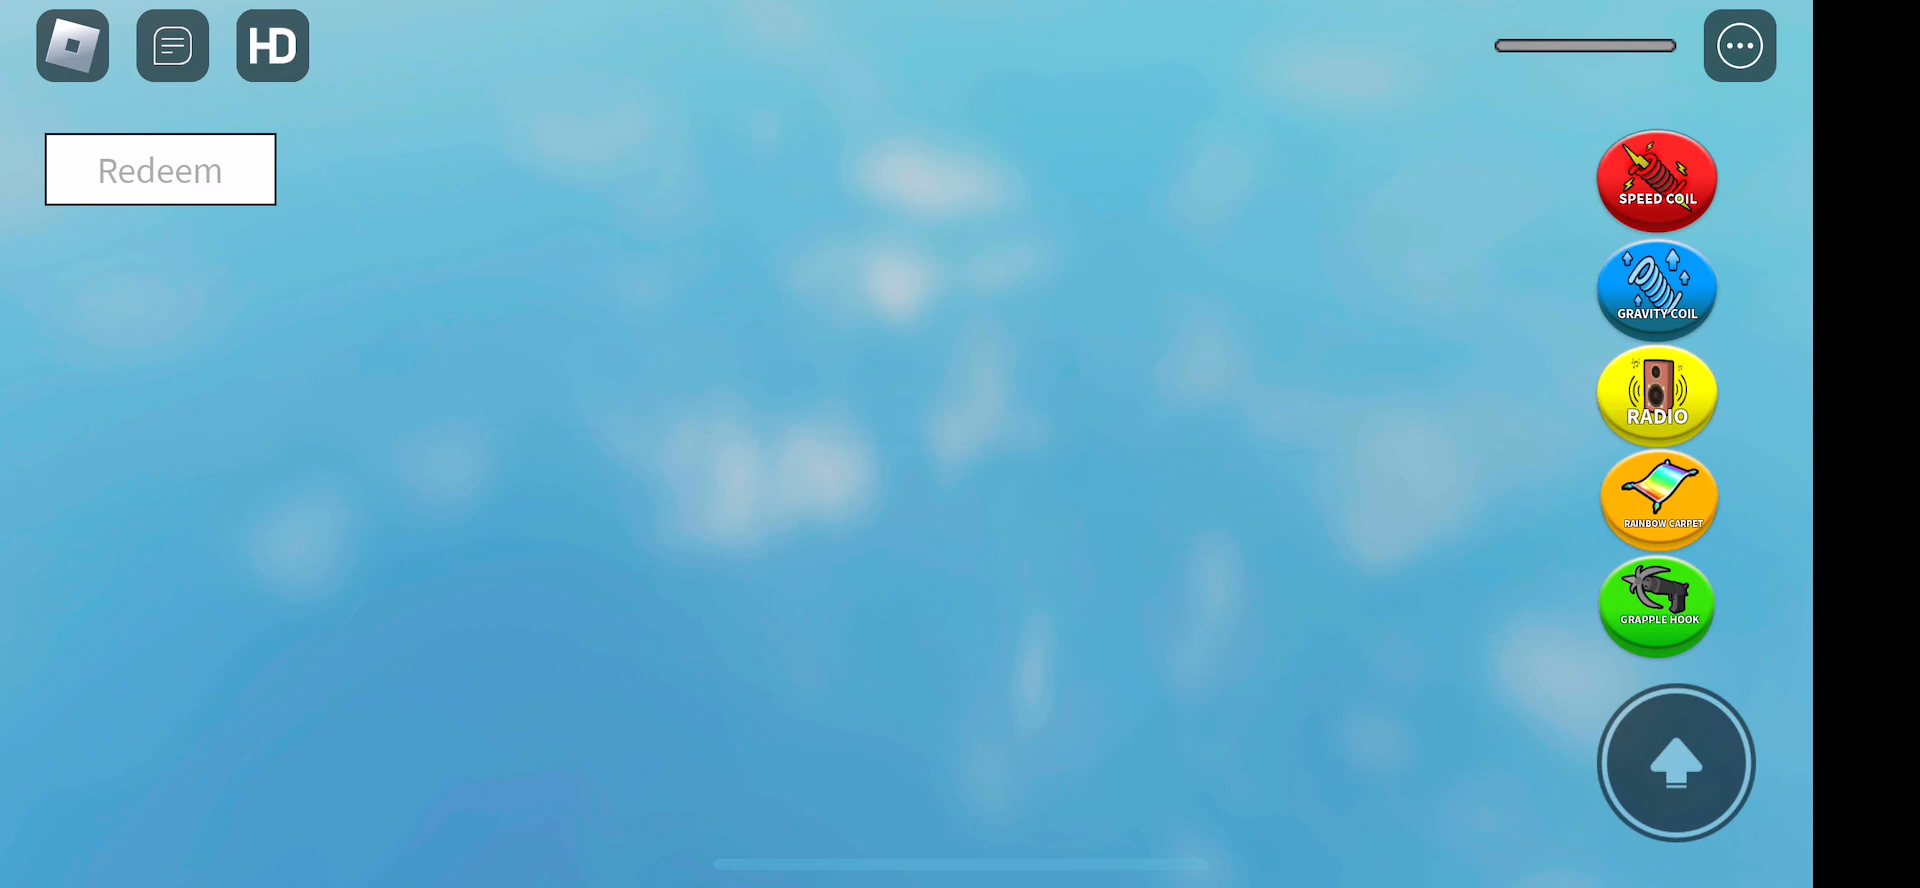 HD
Redeem
SPEED COIL
GRAVITY COIL
RADIO
RAINBOW CARPET
GRAPPLE HOOK